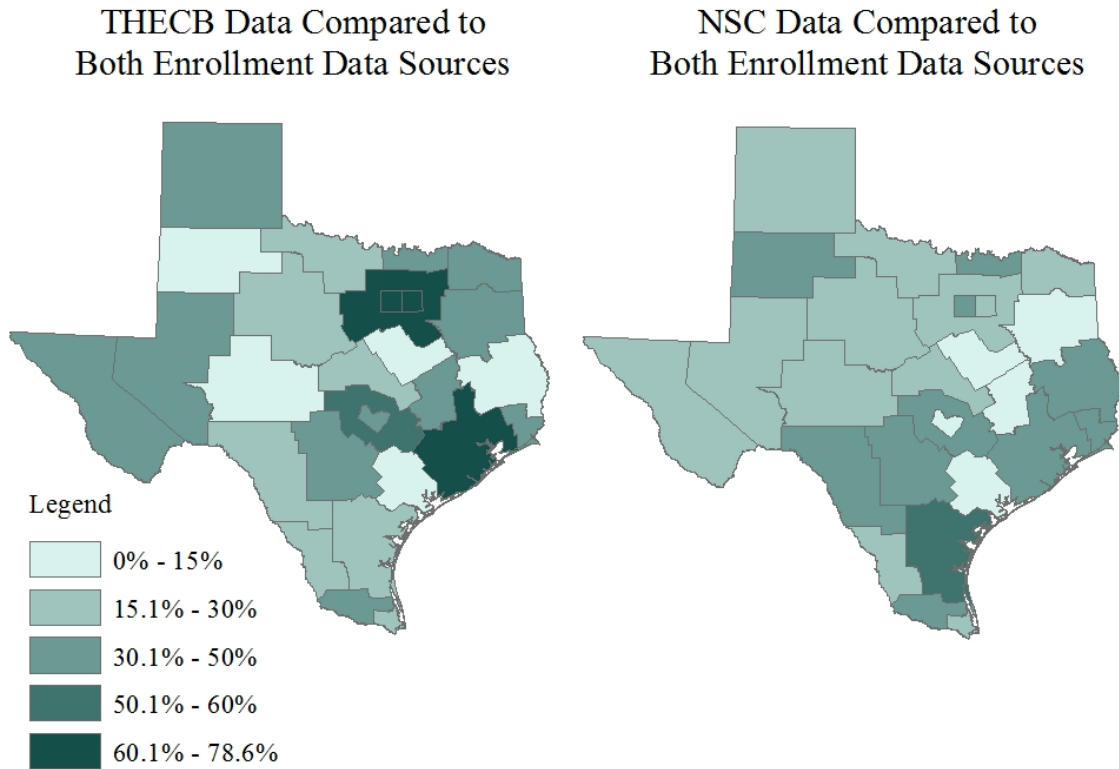 THECB Data Compared to
Both Enrollment Data Sources
NSC Data Compared to
Both Enrollment Data Sources
Legend
0% - 15%
15.1% - 30%
30.1% - 50%
50.1% - 60%
60.1% - 78.6%